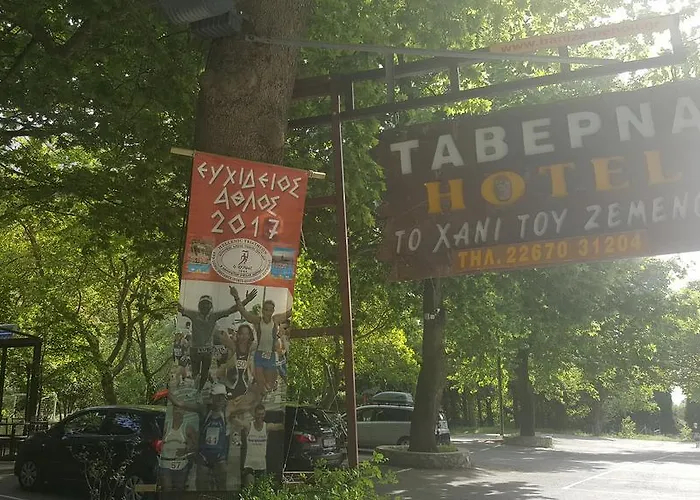 ΕΥΧΙΔΕΙΟΣ
ΑΘΛΟΣ
2017
ΤΑΒΕΡΝΑ
HOTEL
ΤΟ ΧΑΝΙ ΤΟΥ ΖΕΜΕΝΟ
ΤΗΛ. 22670 31204